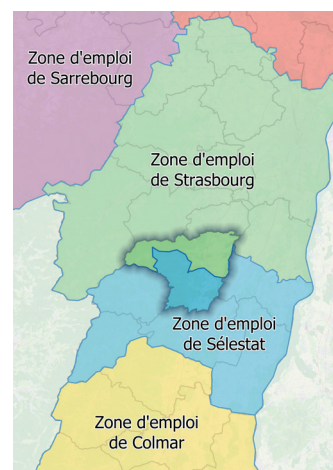 Zone d'emploi
de Sarrebourg
Zone d'emploi
de Strasbourg
Zone d'emploi
de Sélestat
Zone d'emploi
de Colmar